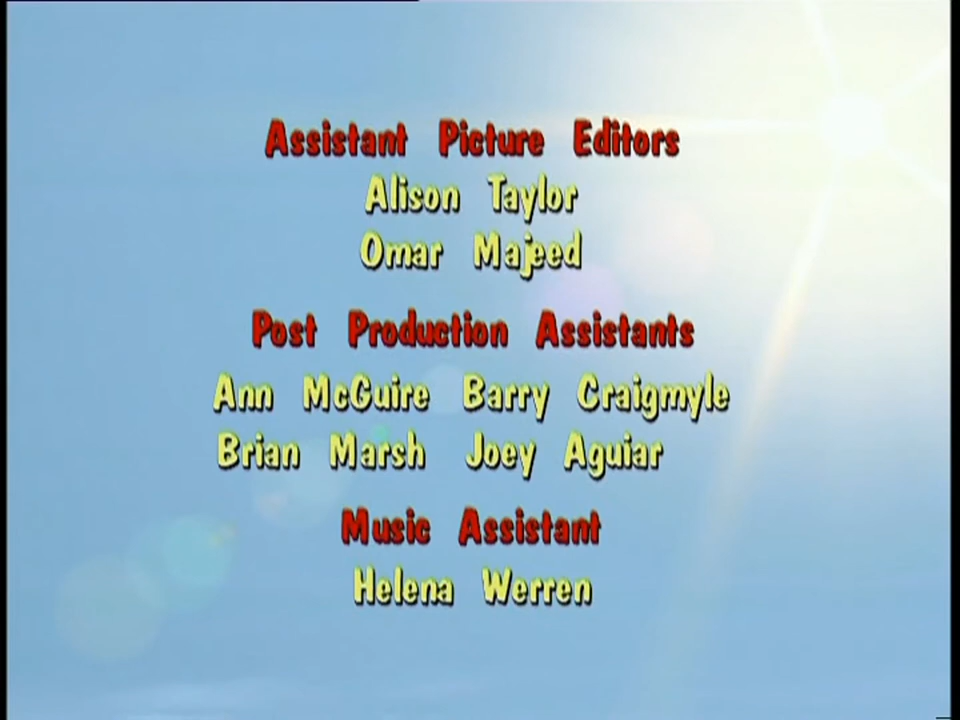 Assistant Picture Editors
Alison Taylor
Omar Majeed
Post Production Assistants
Ann McGuire Barry Craigmyle
Brian Marsh Joey Aguiar
Music Assistant
Helena Werren